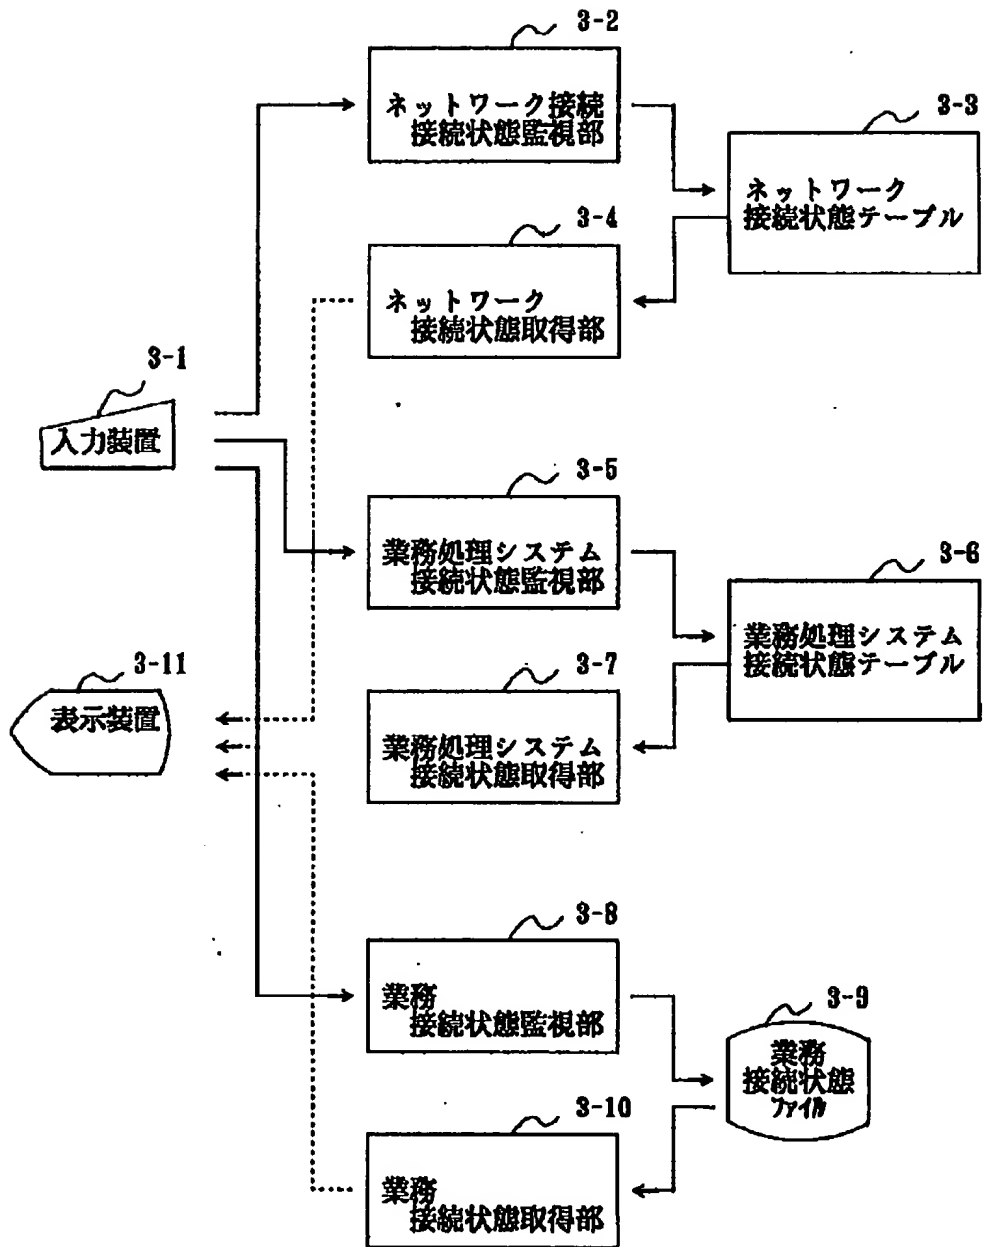 3-2
ネットワーク接続
接続状態監視部
3-3
ネットワーク
接続状態テーブル
3-4
ネットワーク
接続状態取得部
3-1
入力装置
3-5
業務処理システム
接続状態監視部
3-6
業務処理システム
接続状態テーブル
3-7
業務処理システム
接続状態取得部
3-11
表示装置
3-8
業務
接続状態監視部
3-9
業務
接続状態
ファイル
3-10
業務
接続状態取得部